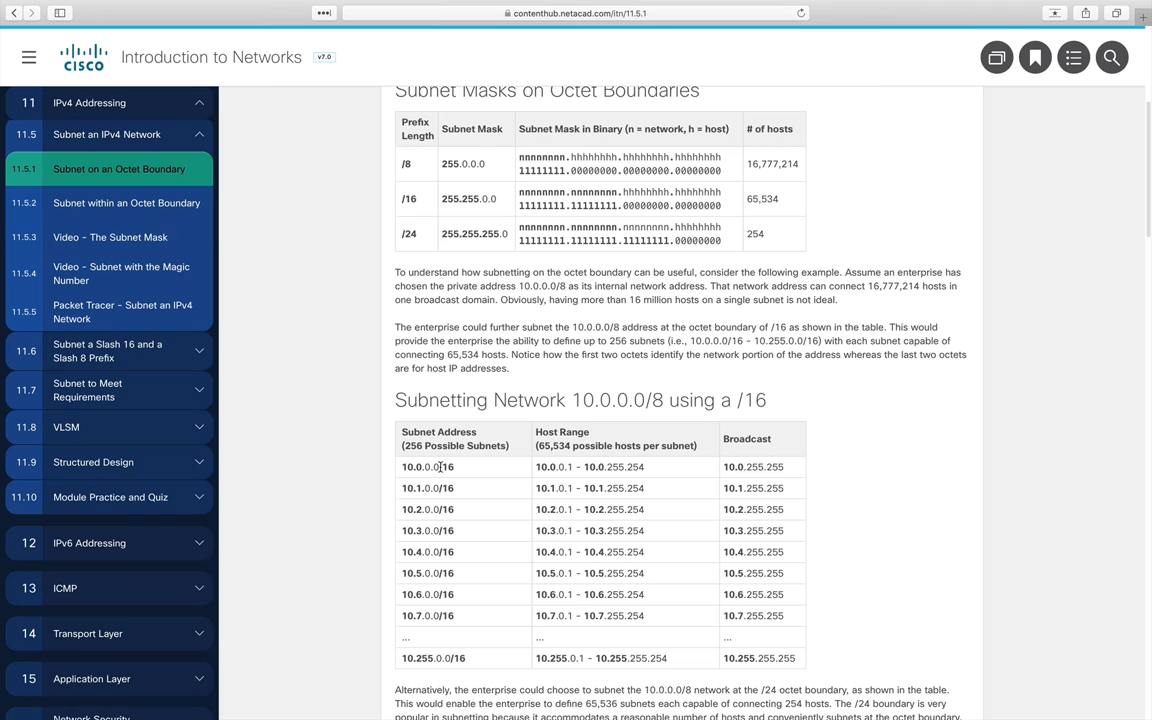 contenthub.netacad.com/itn/11.5.1
CISCO
Introduction to Networks
v7.0
11 IPv4 Addressing
11.5 Subnet an IPv4 Network
11.5.1 Subnet on an Octet Boundary
11.5.2 Subnet within an Octet Boundary
11.5.3 Video - The Subnet Mask
11.5.4 Video - Subnet with the Magic
Number
11.5.5 Packet Tracer - Subnet an IPv4
Network
11.6 Subnet a Slash 16 and a
Slash 8 Prefix
11.7 Subnet to Meet
Requirements
11.8 VLSM
11.9 Structured Design
11.10 Module Practice and Quiz
12 IPv6 Addressing
13 ICMP
14 Transport Layer
15 Application Layer
Network Security
Subnet Masks on Octet Boundaries
Prefix
Length
Subnet Mask
Subnet Mask in Binary (n = network, h = host)
# of hosts
/8
255.0.0.0
nnnnnnnn.hhhhhhhh.hhhhhhhh.hhhhhhhh
11111111.00000000.00000000.00000000
16,777,214
/16
255.255.0.0
nnnnnnnn.nnnnnnnn.hhhhhhhh.hhhhhhhh
11111111.11111111.00000000.00000000
65,534
/24
255.255.255.0
nnnnnnnn.nnnnnnnn.nnnnnnnn.hhhhhhhh
11111111.11111111.11111111.00000000
254
To understand how subnetting on the octet boundary can be useful, consider the following example. Assume an enterprise has
chosen the private address 10.0.0.0/8 as its internal network address. That network address can connect 16,777,214 hosts in
one broadcast domain. Obviously, having more than 16 million hosts on a single subnet is not ideal.
The enterprise could further subnet the 10.0.0.0/8 address at the octet boundary of /16 as shown in the table. This would
provide the enterprise the ability to define up to 256 subnets (i.e., 10.0.0.0/16 - 10.255.0.0/16) with each subnet capable of
connecting 65,534 hosts. Notice how the first two octets identify the network portion of the address whereas the last two octets
are for host IP addresses.
Subnetting Network 10.0.0.0/8 using a /16
Subnet Address
(256 Possible Subnets)
Host Range
(65,534 possible hosts per subnet)
Broadcast
10.0.0.0/16 10.0.0.1 - 10.0.255.254 10.0.255.255
10.1.0.0/16 10.1.0.1 - 10.1.255.254 10.1.255.255
10.2.0.0/16 10.2.0.1 - 10.2.255.254 10.2.255.255
10.3.0.0/16 10.3.0.1 - 10.3.255.254 10.3.255.255
10.4.0.0/16 10.4.0.1 - 10.4.255.254 10.4.255.255
10.5.0.0/16 10.5.0.1 - 10.5.255.254 10.5.255.255
10.6.0.0/16 10.6.0.1 - 10.6.255.254 10.6.255.255
10.7.0.0/16 10.7.0.1 - 10.7.255.254 10.7.255.255
... ... ...
10.255.0.0/16 10.255.0.1 - 10.255.255.254 10.255.255.255
Alternatively, the enterprise could choose to subnet the 10.0.0.0/8 network at the /24 octet boundary, as shown in the table.
This would enable the enterprise to define 65,536 subnets each capable of connecting 254 hosts. The /24 boundary is very
popular in subnetting because it accommodates a reasonable number of hosts and conveniently subnets at the octet boundary.